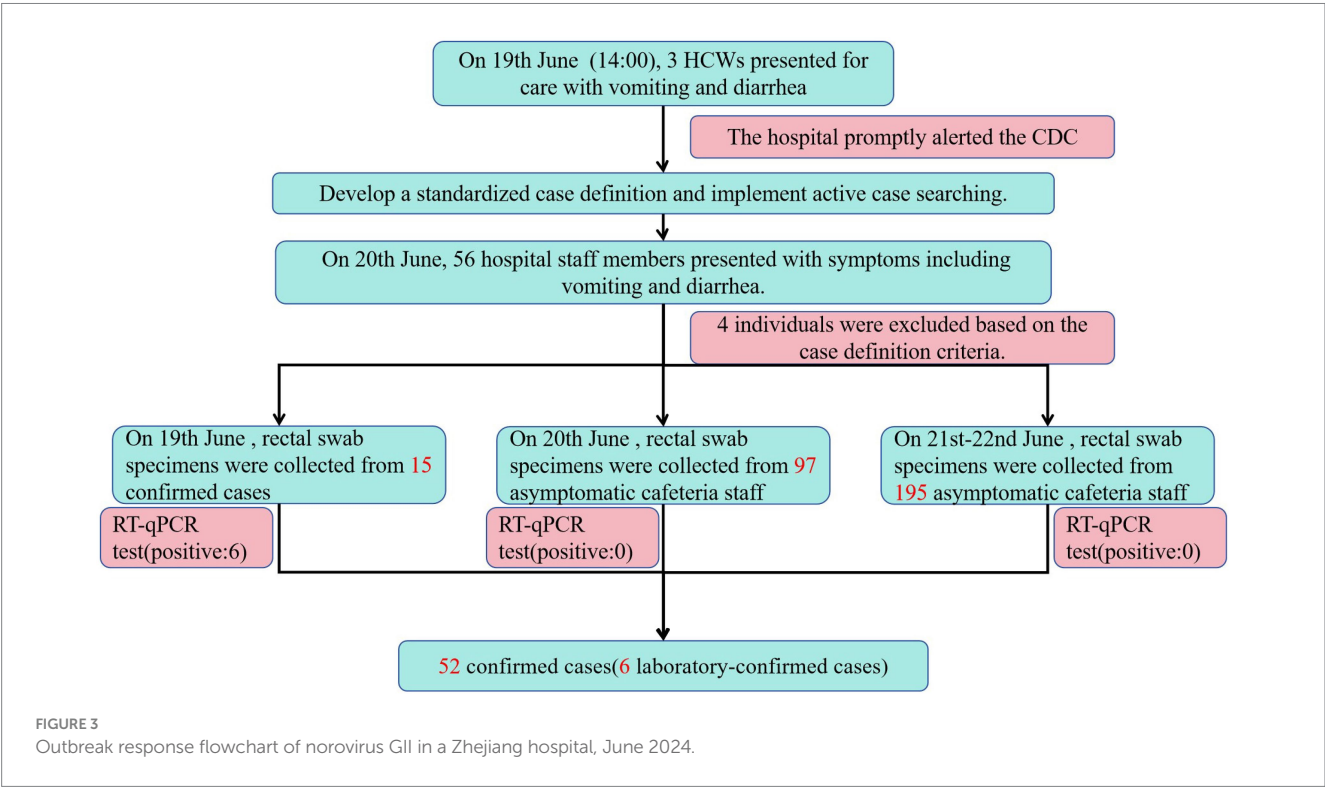 On 19th June (14:00), 3 HCWs presented for
care with vomiting and diarrhea
The hospital promptly alerted the CDC
Develop a standardized case definition and implement active case searching.
On 20th June, 56 hospital staff members presented with symptoms including
vomiting and diarrhea.
4 individuals were excluded based on the
case definition criteria.
On 19th June , rectal swab
specimens were collected from 15
confirmed cases
RT-qPCR
test(positive:6)
On 20th June , rectal swab
specimens were collected from 97
asymptomatic cafeteria staff
RT-qPCR
test(positive:0)
On 21st-22nd June , rectal swab
specimens were collected from
195 asymptomatic cafeteria staff
RT-qPCR
test(positive:0)
52 confirmed cases(6 laboratory-confirmed cases)
FIGURE 3
Outbreak response flowchart of norovirus GII in a Zhejiang hospital, June 2024.